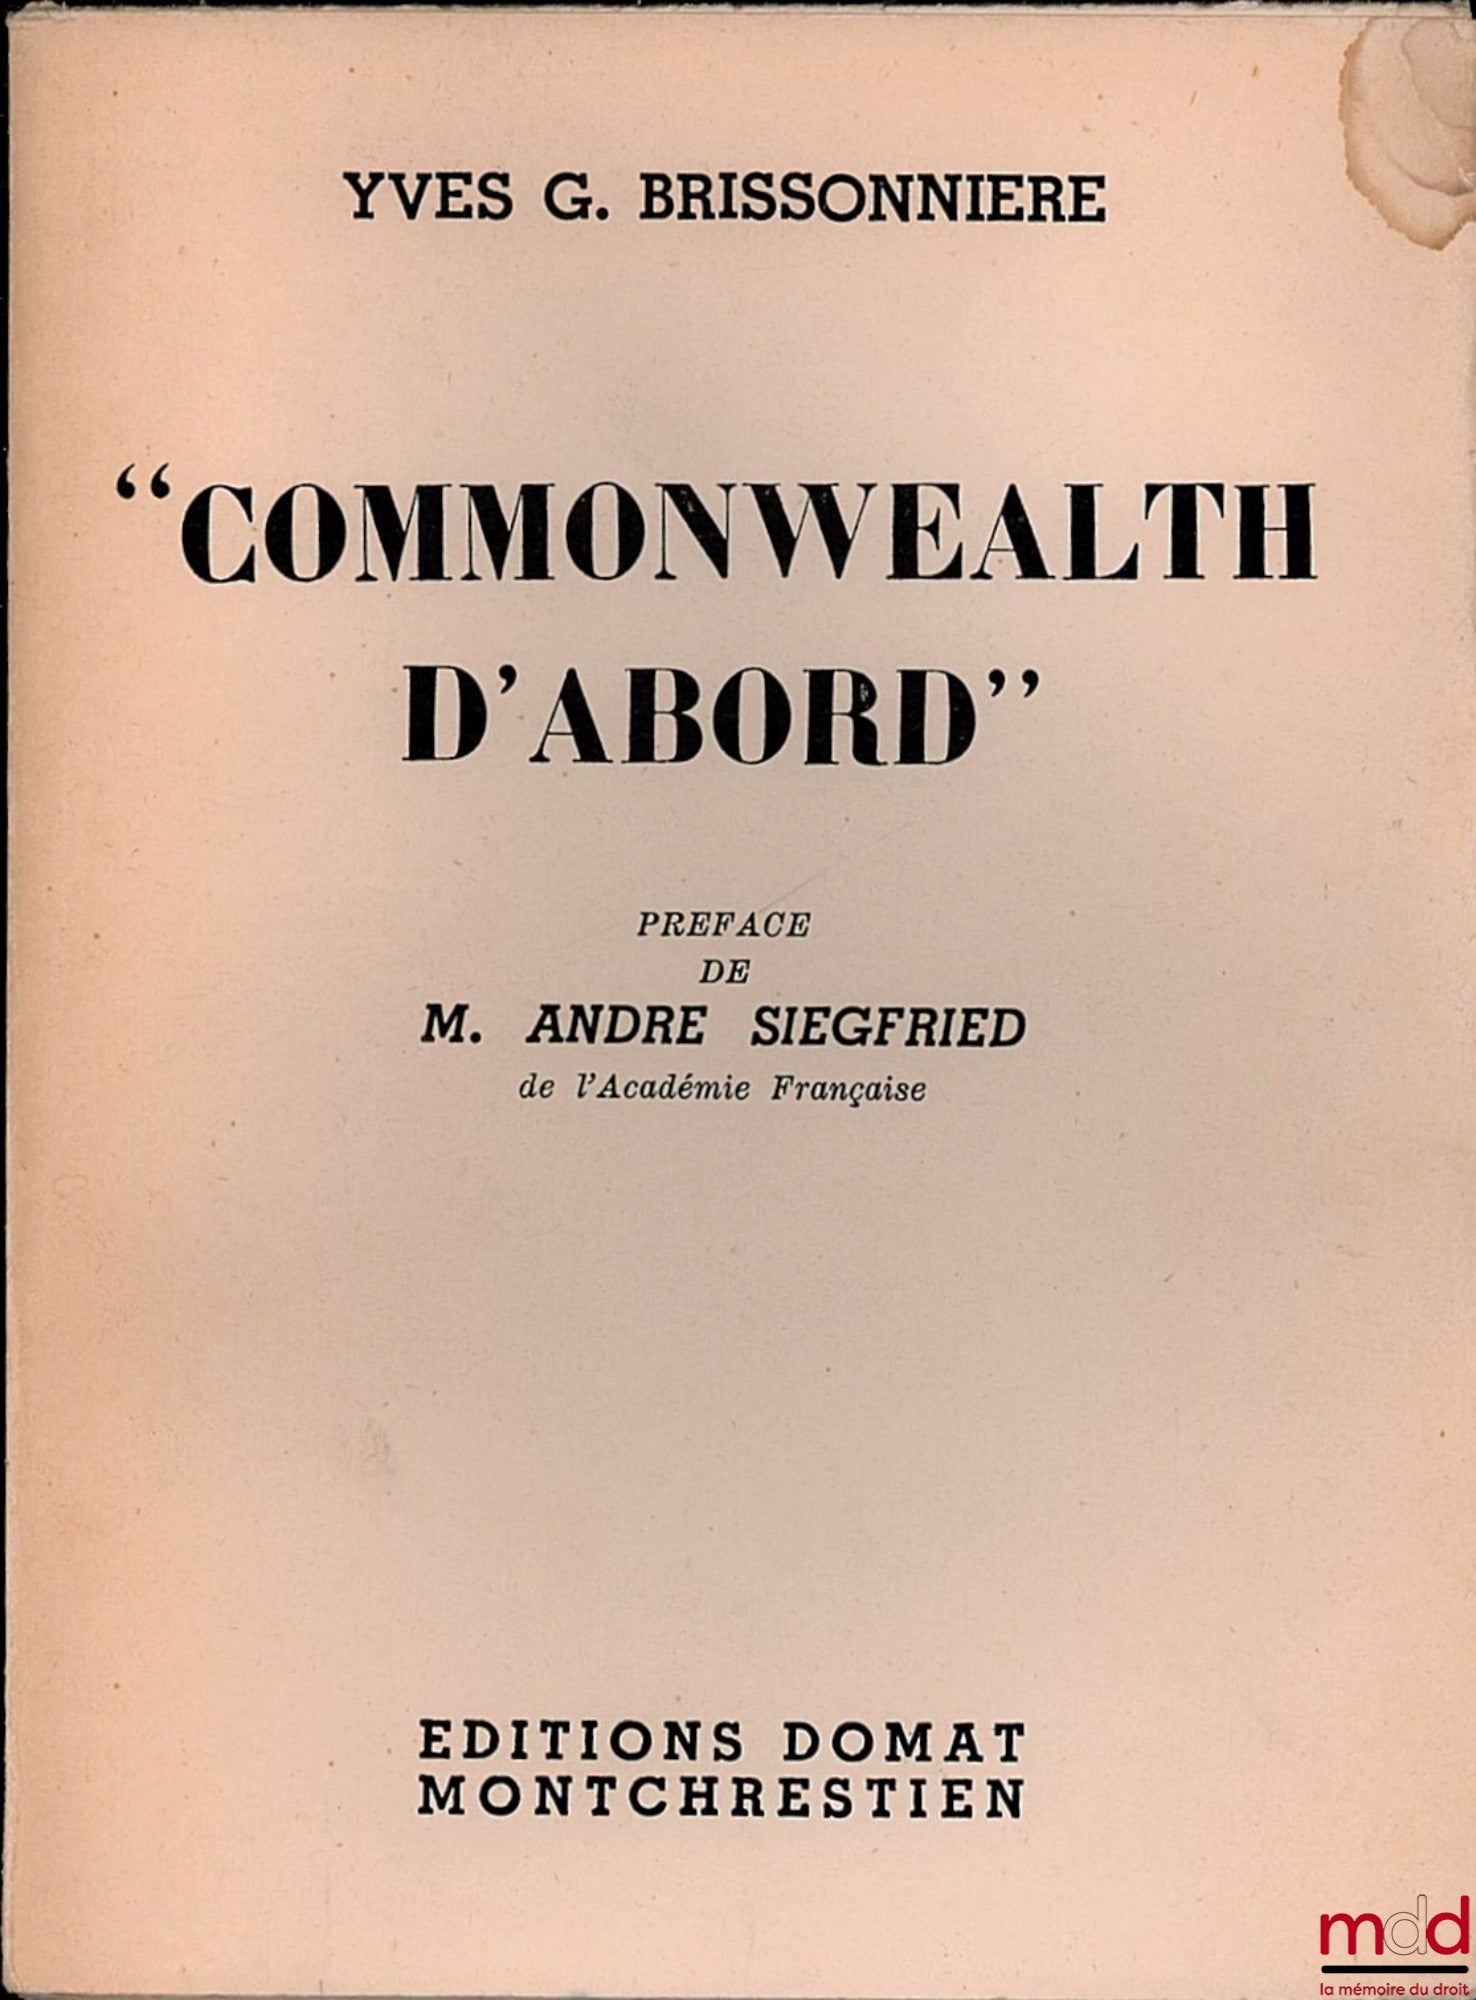 YVES G. BRISSONNIERE
“COMMONWEALTH
D’ABORD”
PREFACE
DE
M. ANDRE SIEGFRIED
de l’Académie Française
EDITIONS DOMAT
MONTCHRESTIEN
mdd
la mémoire du droit